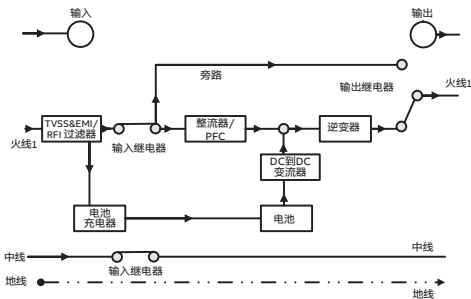 输入
输出
旁路
输出继电器
火线1
TVSS&EMI/
RFI 过滤器
火线1
输入继电器
整流器/
PFC
逆变器
DC到DC
变流器
电池
充电器
电池
中线
输入继电器
中线
地线
地线